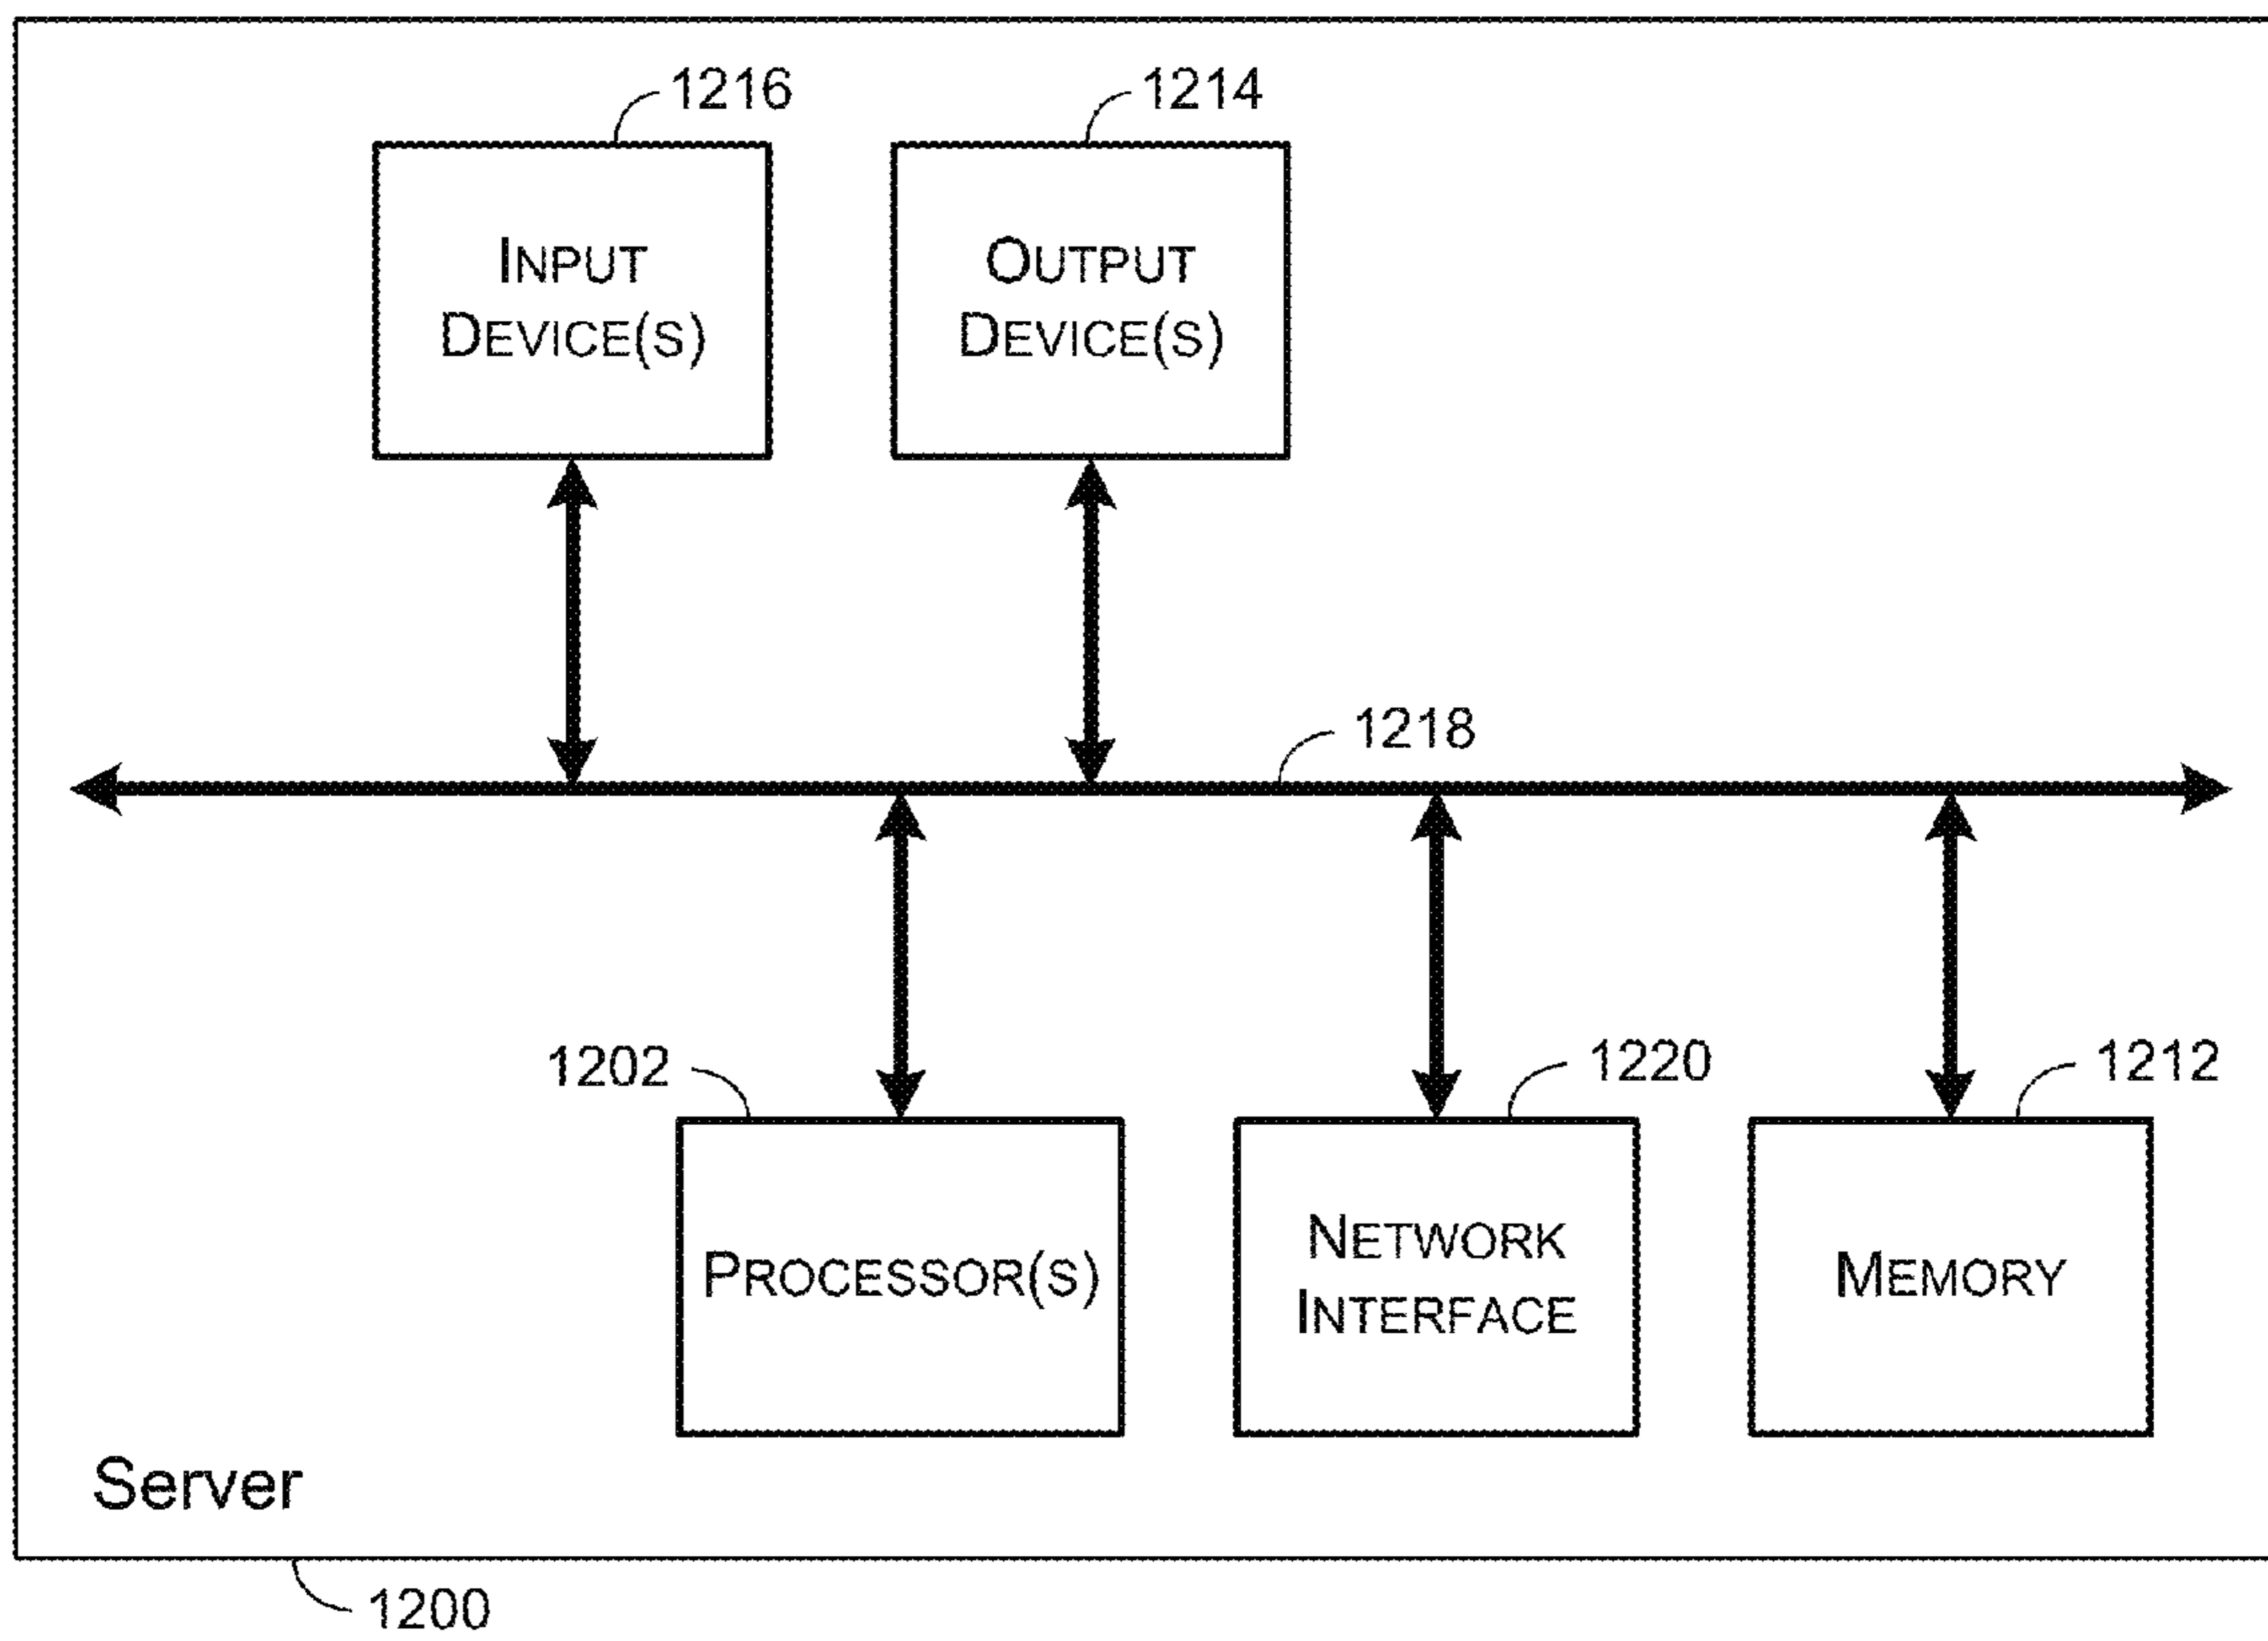 1216
1214
INPUT
DEVICE(S)
OUTPUT
DEVICE(S)
1218
1202
1220
1212
PROCESSOR(S)
NETWORK
INTERFACE
MEMORY
Server
1200